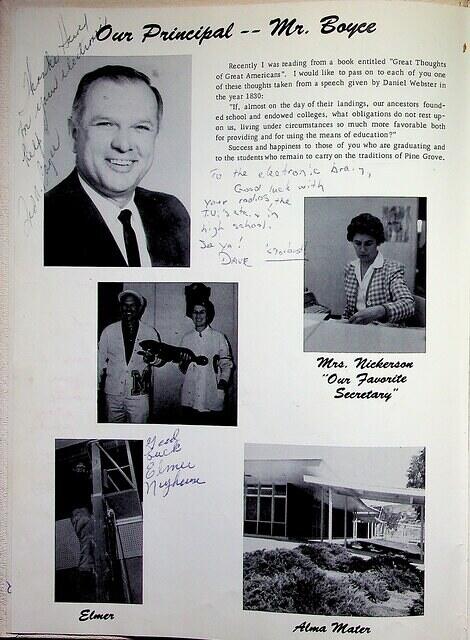 Our Principal -- Mr. Boyce
Thanks Harv
for your electronic
help
Recently I was reading from a book entitled "Great Thoughts
of Great Americans". I would like to pass on to each of you one
of these thoughts taken from a speech given by Daniel Webster in
the year 1830:
"If, almost on the day of their landings, our ancestors found-
ed school and endowed colleges, what obligations do not rest up-
on us, living under circumstances so much more favorable both
for providing and for using the means of education?"
Success and happiness to those of you who are graduating and
to the students who remain to carry on the traditions of Pine Grove.
To the electronic brain,
Good luck with
your radios, the
T.V.'s etc. in
high school.
See ya!
DAVE
Mrs. Nickerson
"Our Favorite
Secretary"
M
Good
Luck
Elmer
Elmer
Alma Mater